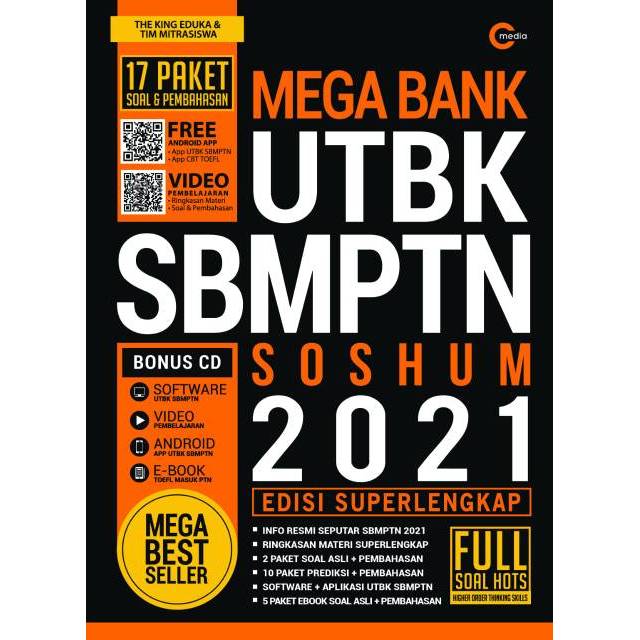 THE KING EDUKA &
TIM MITRASISWA
C media
17 PAKET
SOAL & PEMBAHASAN
FREE
ANDROID APP
• App UTBK SBMPTN
• App CBT TOEFL
VIDEO
PEMBELAJARAN
• Ringkasan Materi
• Soal & Pembahasan
MEGA BANK
UTBK
SBMPTN
SOSHUM
2021
EDISI SUPERLENGKAP
BONUS CD
SOFTWARE
UTBK SBMPTN
VIDEO
PEMBELAJARAN
ANDROID
APP UTBK SBMPTN
E-BOOK
TOEFL MASUK PTN
MEGA
BEST
SELLER
• INFO RESMI SEPUTAR SBMPTN 2021
• RINGKASAN MATERI SUPERLENGKAP
• 2 PAKET SOAL ASLI + PEMBAHASAN
• 10 PAKET PREDIKSI + PEMBAHASAN
• SOFTWARE + APLIKASI UTBK SBMPTN
• 5 PAKET EBOOK SOAL ASLI + PEMBAHASAN
FULL
SOAL HOTS
HIGHER ORDER THINKING SKILLS